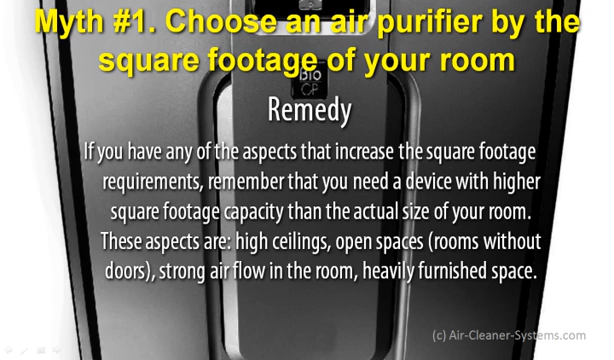 Myth #1. Choose an air purifier by the
square footage of your room
Bio
GP
Remedy
If you have any of the aspects that increase the square footage
requirements, remember that you need a device with higher
square footage capacity than the actual size of your room.
These aspects are: high ceilings, open spaces (rooms without
doors), strong air flow in the room, heavily furnished space.
(c) Air-Cleaner-Systems.com